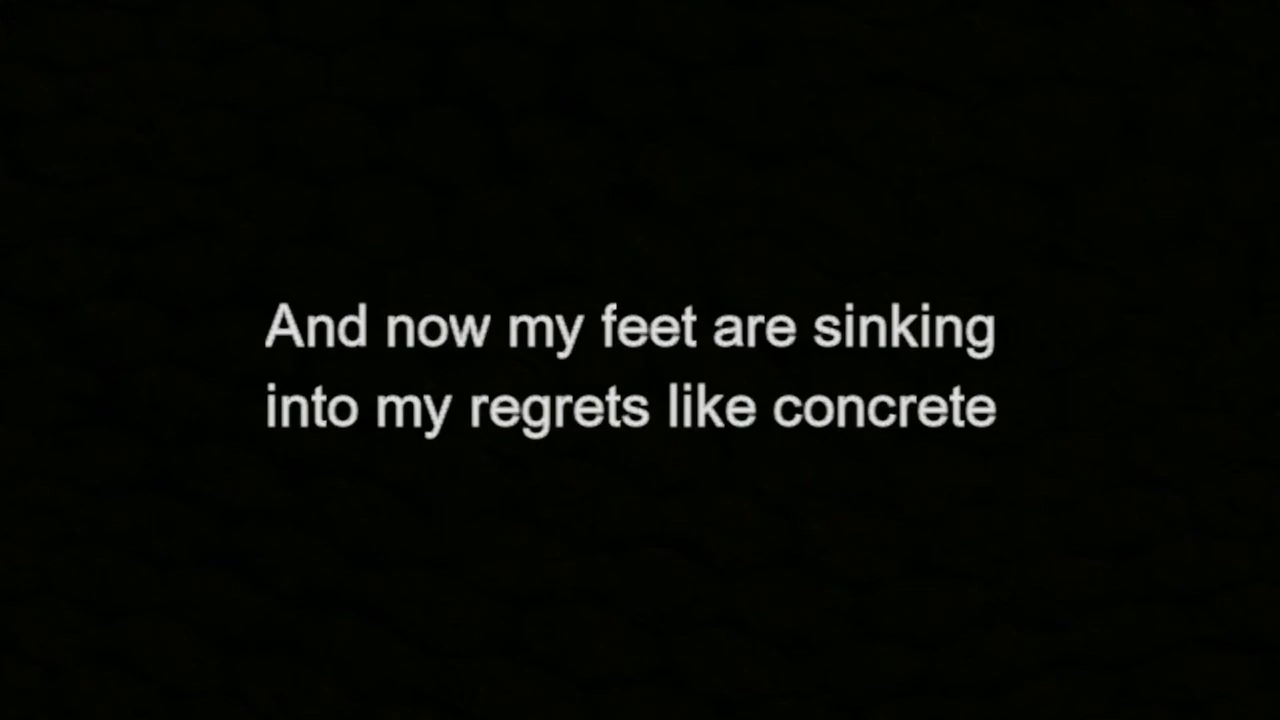 And now my feet are sinking
into my regrets like concrete